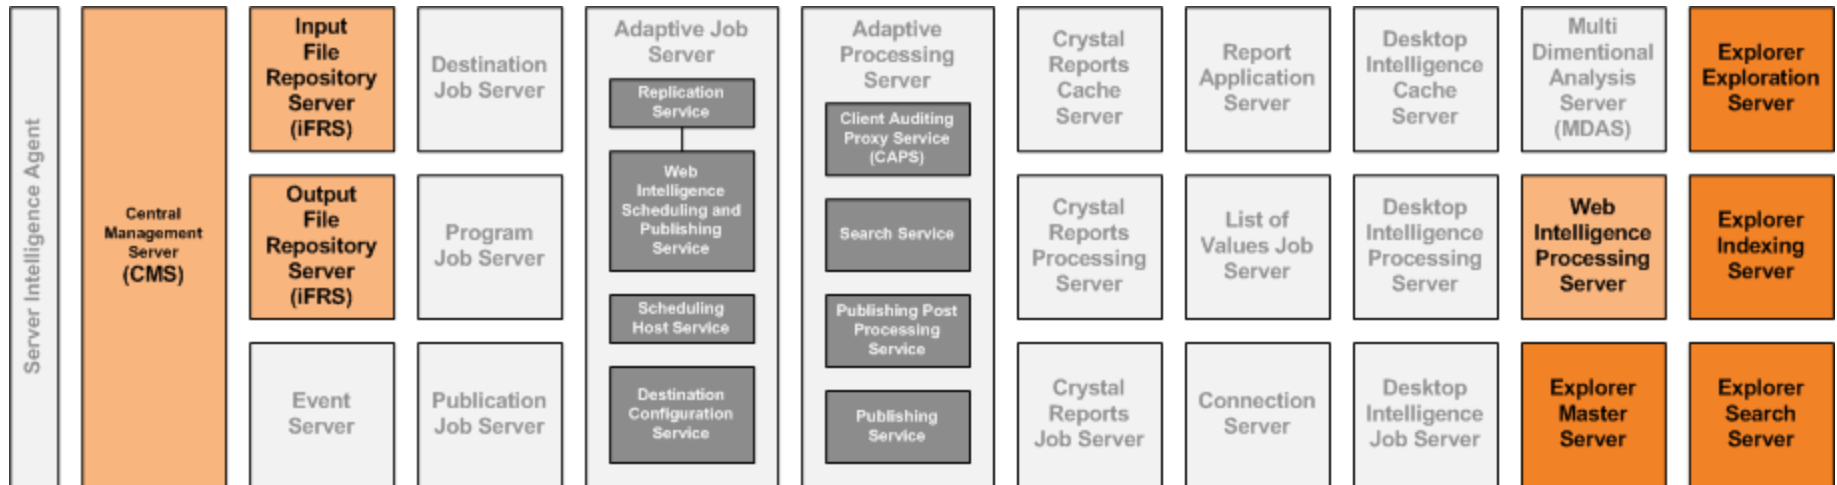 Server Intelligence Agent
Central
Management
Server
(CMS)
Input
File
Repository
Server
(iFRS)
Output
File
Repository
Server
(iFRS)
Event
Server
Destination
Job Server
Program
Job Server
Publication
Job Server
Adaptive Job
Server
Replication
Service
Web
Intelligence
Scheduling and
Publishing
Service
Scheduling
Host Service
Destination
Configuration
Service
Adaptive
Processing
Server
Client Auditing
Proxy Service
(CAPS)
Search Service
Publishing Post
Processing
Service
Publishing
Service
Crystal
Reports
Cache
Server
Crystal
Reports
Processing
Server
Crystal
Reports
Job Server
Report
Application
Server
List of
Values Job
Server
Connection
Server
Desktop
Intelligence
Cache
Server
Desktop
Intelligence
Processing
Server
Desktop
Intelligence
Job Server
Multi
Dimentional
Analysis
Server
(MDAS)
Web
Intelligence
Processing
Server
Explorer
Master
Server
Explorer
Exploration
Server
Explorer
Indexing
Server
Explorer
Search
Server